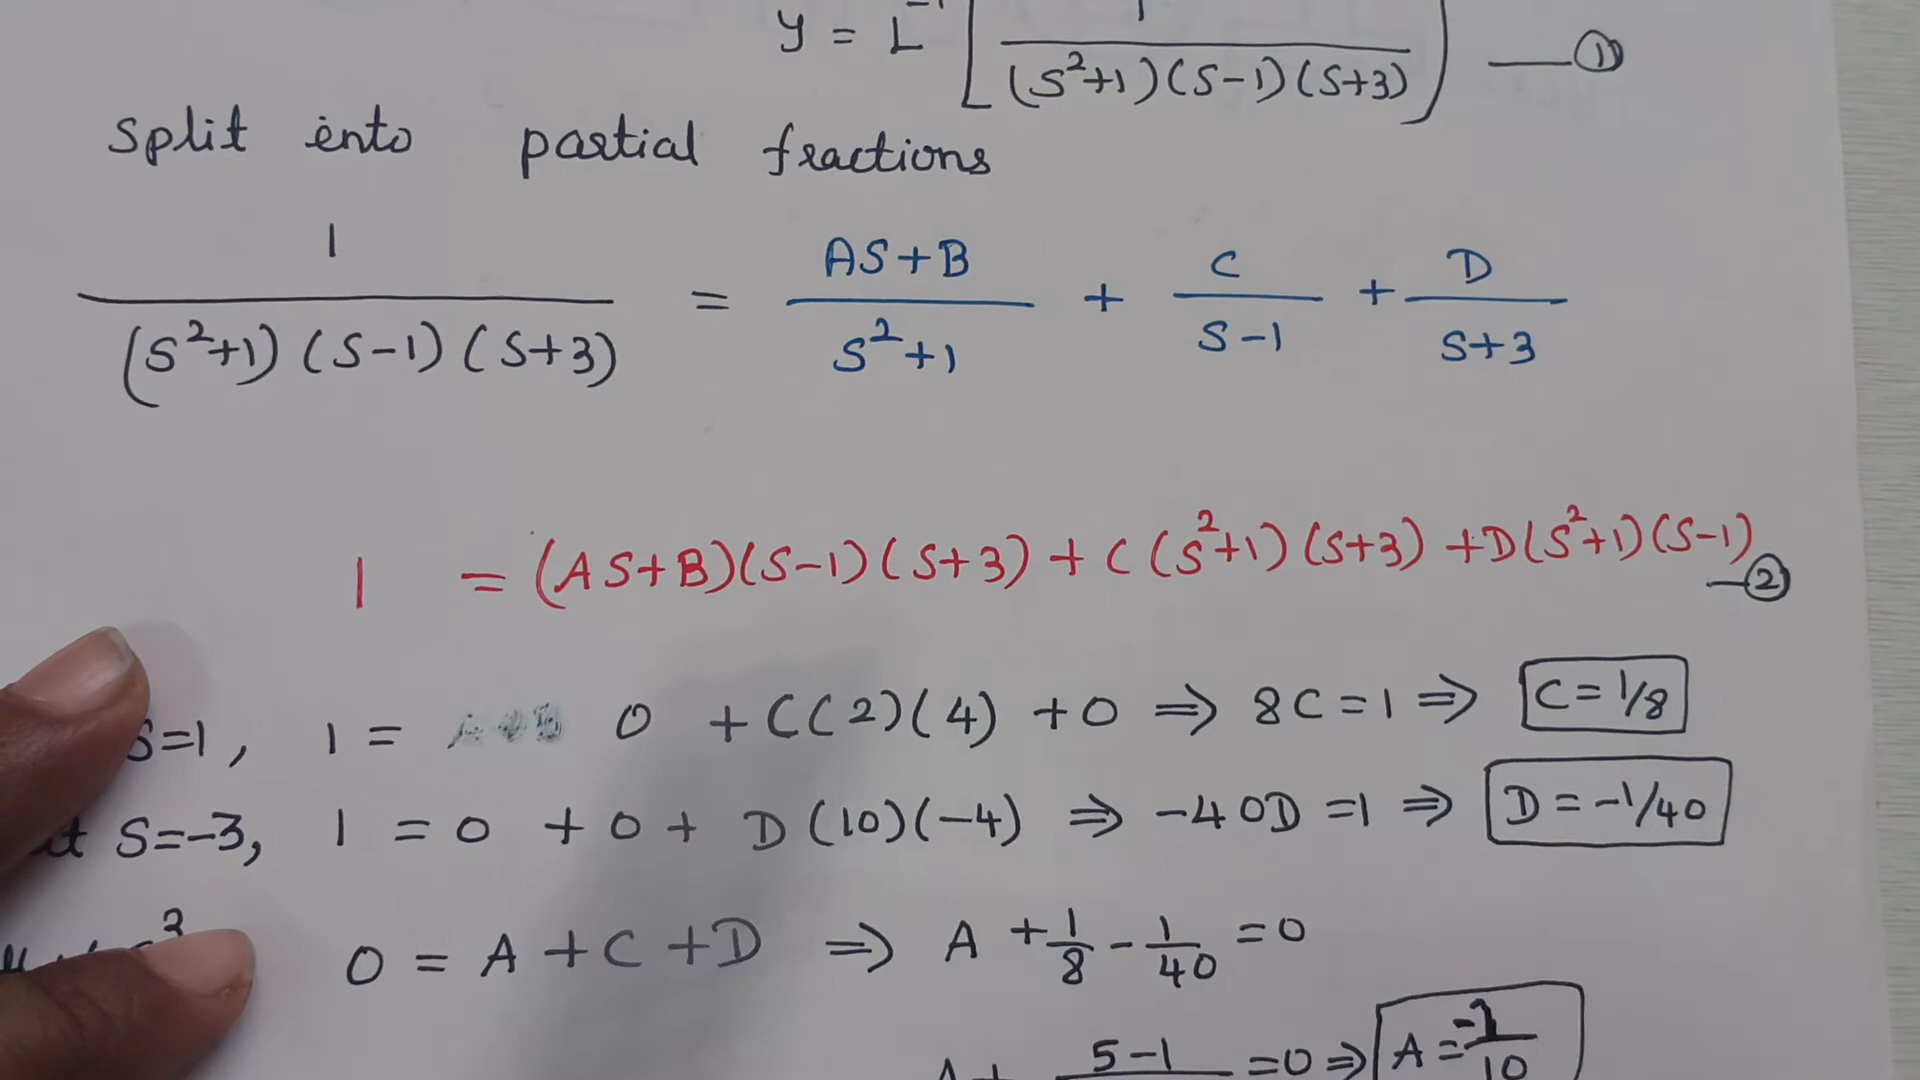 y = L⁻¹ [ 1 / (S²+1)(S-1)(S+3) ] —①
Split into partial fractions
1 / (S²+1)(S-1)(S+3) = AS+B / S²+1 + C / S-1 + D / S+3
1 = (AS+B)(S-1)(S+3) + C(S²+1)(S+3) + D(S²+1)(S-1) —②
S=1, 1 = 0 + C(2)(4) + 0 ⇒ 8C = 1 ⇒ C = 1/8
S=-3, 1 = 0 + 0 + D(10)(-4) ⇒ -40D = 1 ⇒ D = -1/40
0 = A + C + D ⇒ A + 1/8 - 1/40 = 0
5-1 = 0 ⇒ A = -1/10